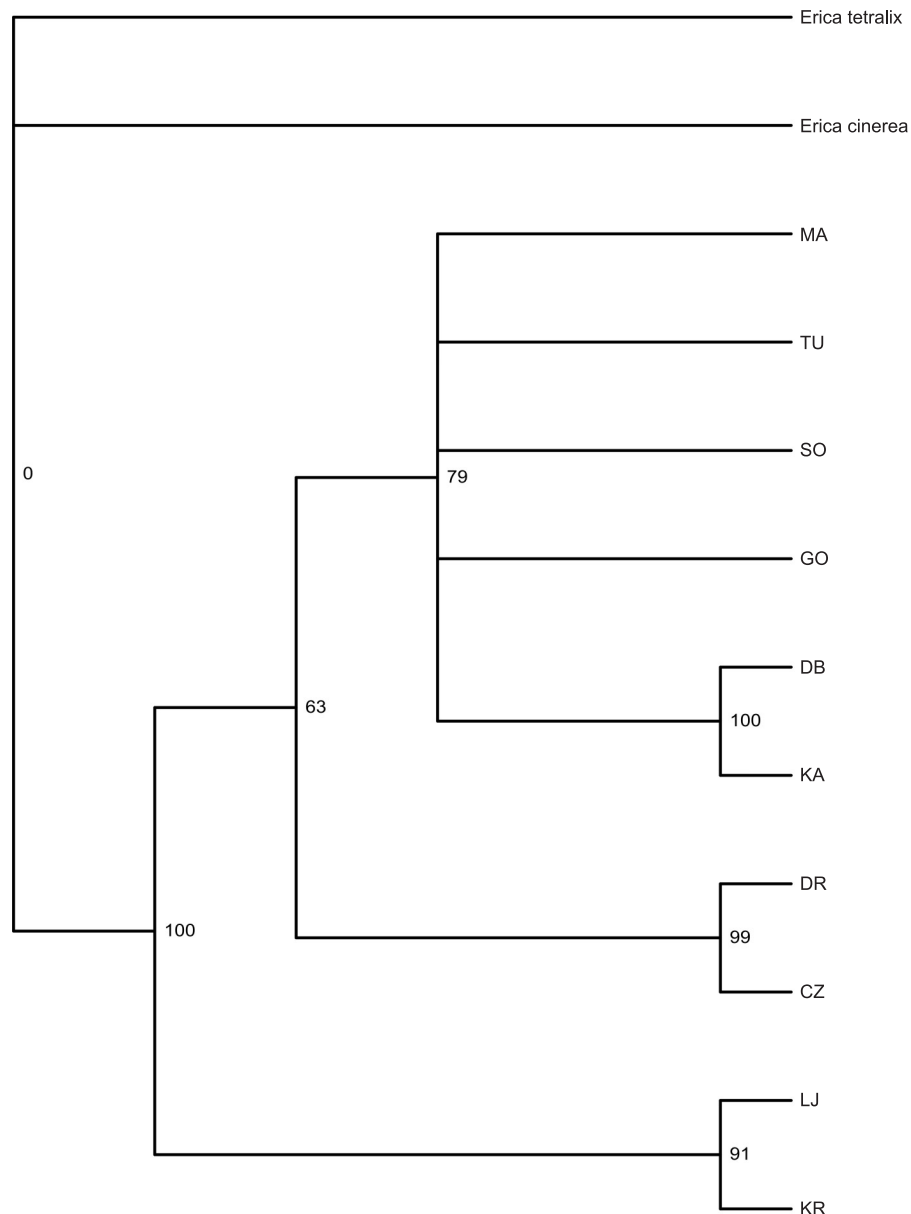 Erica tetralix
Erica cinerea
MA
TU
SO
0
79
GO
DB
63
100
KA
DR
100
99
CZ
LJ
91
KR